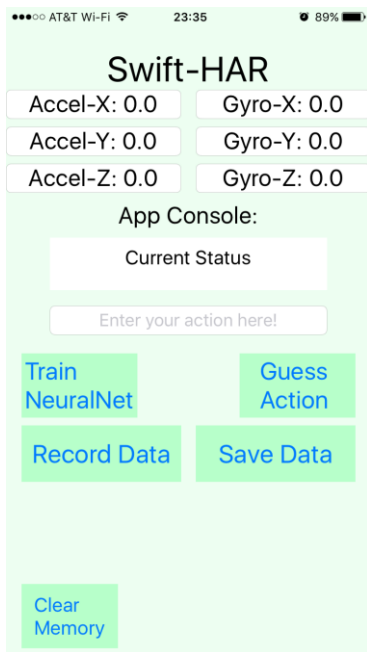 ●●●○○ AT&T Wi-Fi 23:35 89%
Swift-HAR
Accel-X: 0.0 Gyro-X: 0.0
Accel-Y: 0.0 Gyro-Y: 0.0
Accel-Z: 0.0 Gyro-Z: 0.0
App Console:
Current Status
Enter your action here!
Train
NeuralNet
Guess
Action
Record Data Save Data
Clear
Memory